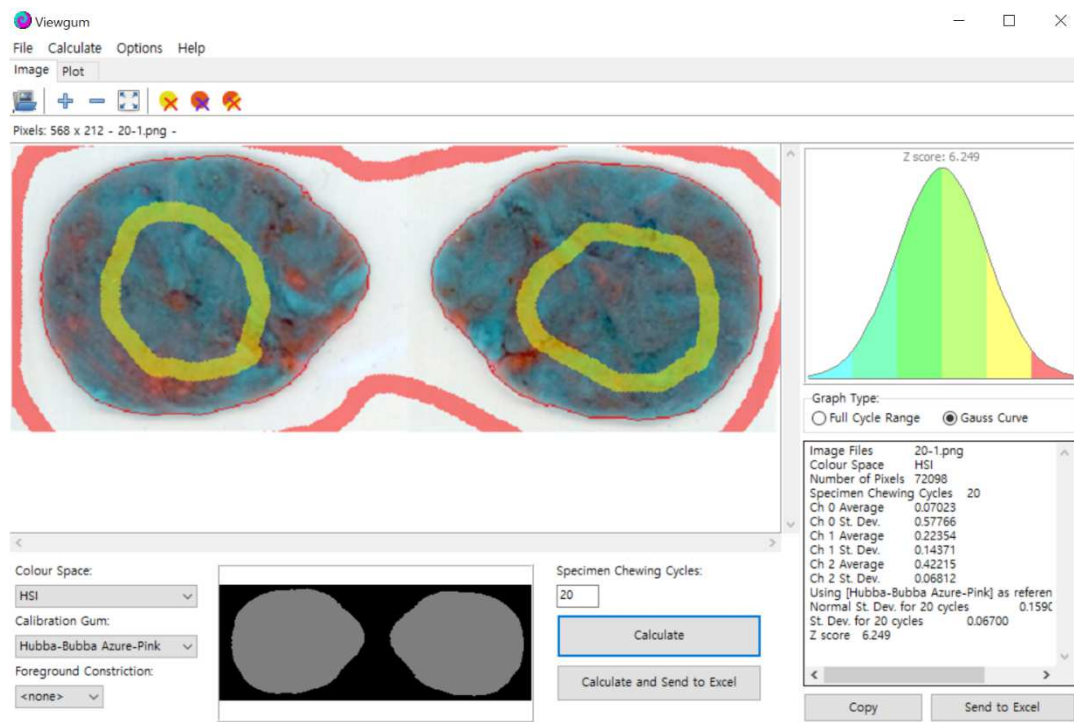 Viewgum
File Calculate Options Help
Image Plot
Pixels: 568 x 212 - 20-1.png -
Z score: 6.249
Graph Type:
Full Cycle Range Gauss Curve
Image Files 20-1.png
Colour Space HSI
Number of Pixels 72098
Specimen Chewing Cycles 20
Ch 0 Average 0.07023
Ch 0 St. Dev. 0.57766
Ch 1 Average 0.22354
Ch 1 St. Dev. 0.14371
Ch 2 Average 0.42215
Ch 2 St. Dev. 0.06812
Using [Hubba-Bubba Azure-Pink] as referen
Normal St. Dev. for 20 cycles 0.159
St. Dev. for 20 cycles 0.06700
Z score 6.249
Colour Space:
HSI
Calibration Gum:
Hubba-Bubba Azure-Pink
Foreground Constriction:
<none>
Specimen Chewing Cycles:
20
Calculate
Calculate and Send to Excel
Copy Send to Excel